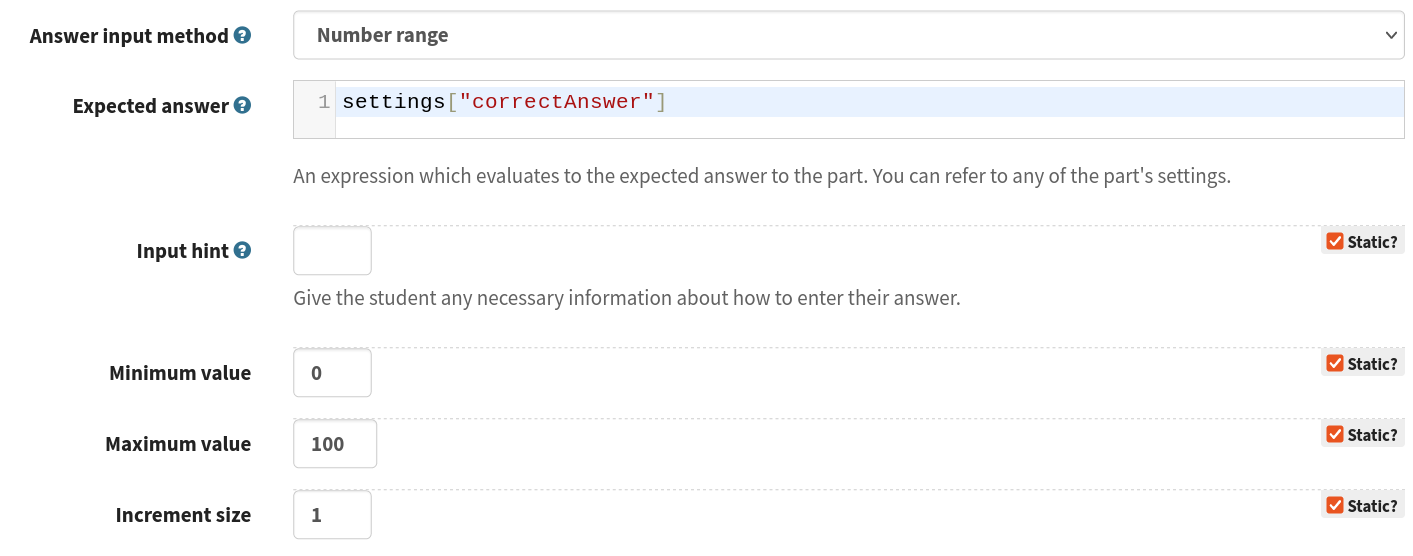 Answer input method ? Number range
Expected answer ? 1 settings["correctAnswer"]
An expression which evaluates to the expected answer to the part. You can refer to any of the part's settings.
Input hint ? Static?
Give the student any necessary information about how to enter their answer.
Minimum value 0 Static?
Maximum value 100 Static?
Increment size 1 Static?